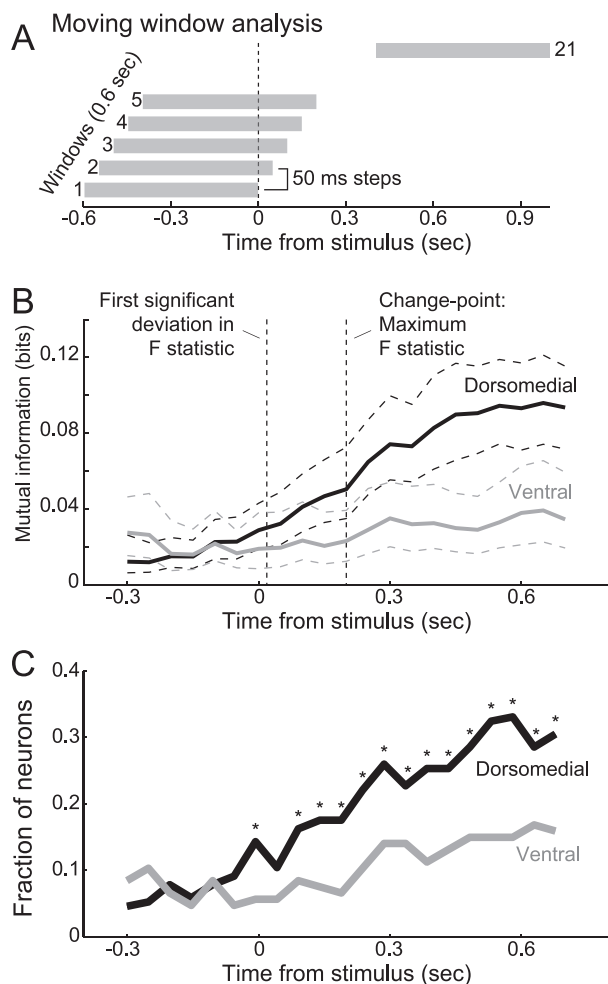 A
Moving window analysis
Windows (0.6 sec)
21
5
4
3
2
1
50 ms steps
-0.6 -0.3 0 0.3 0.6 0.9
Time from stimulus (sec)
B
First significant
deviation in
F statistic
Change-point:
Maximum
F statistic
Mutual information (bits)
0.12
0.08
0.04
0
Dorsomedial
Ventral
-0.3 0 0.3 0.6
Time from stimulus (sec)
C
Fraction of neurons
0.4
0.3
0.2
0.1
0
* * * * * * * * * * * * * *
Dorsomedial
Ventral
-0.3 0 0.3 0.6
Time from stimulus (sec)